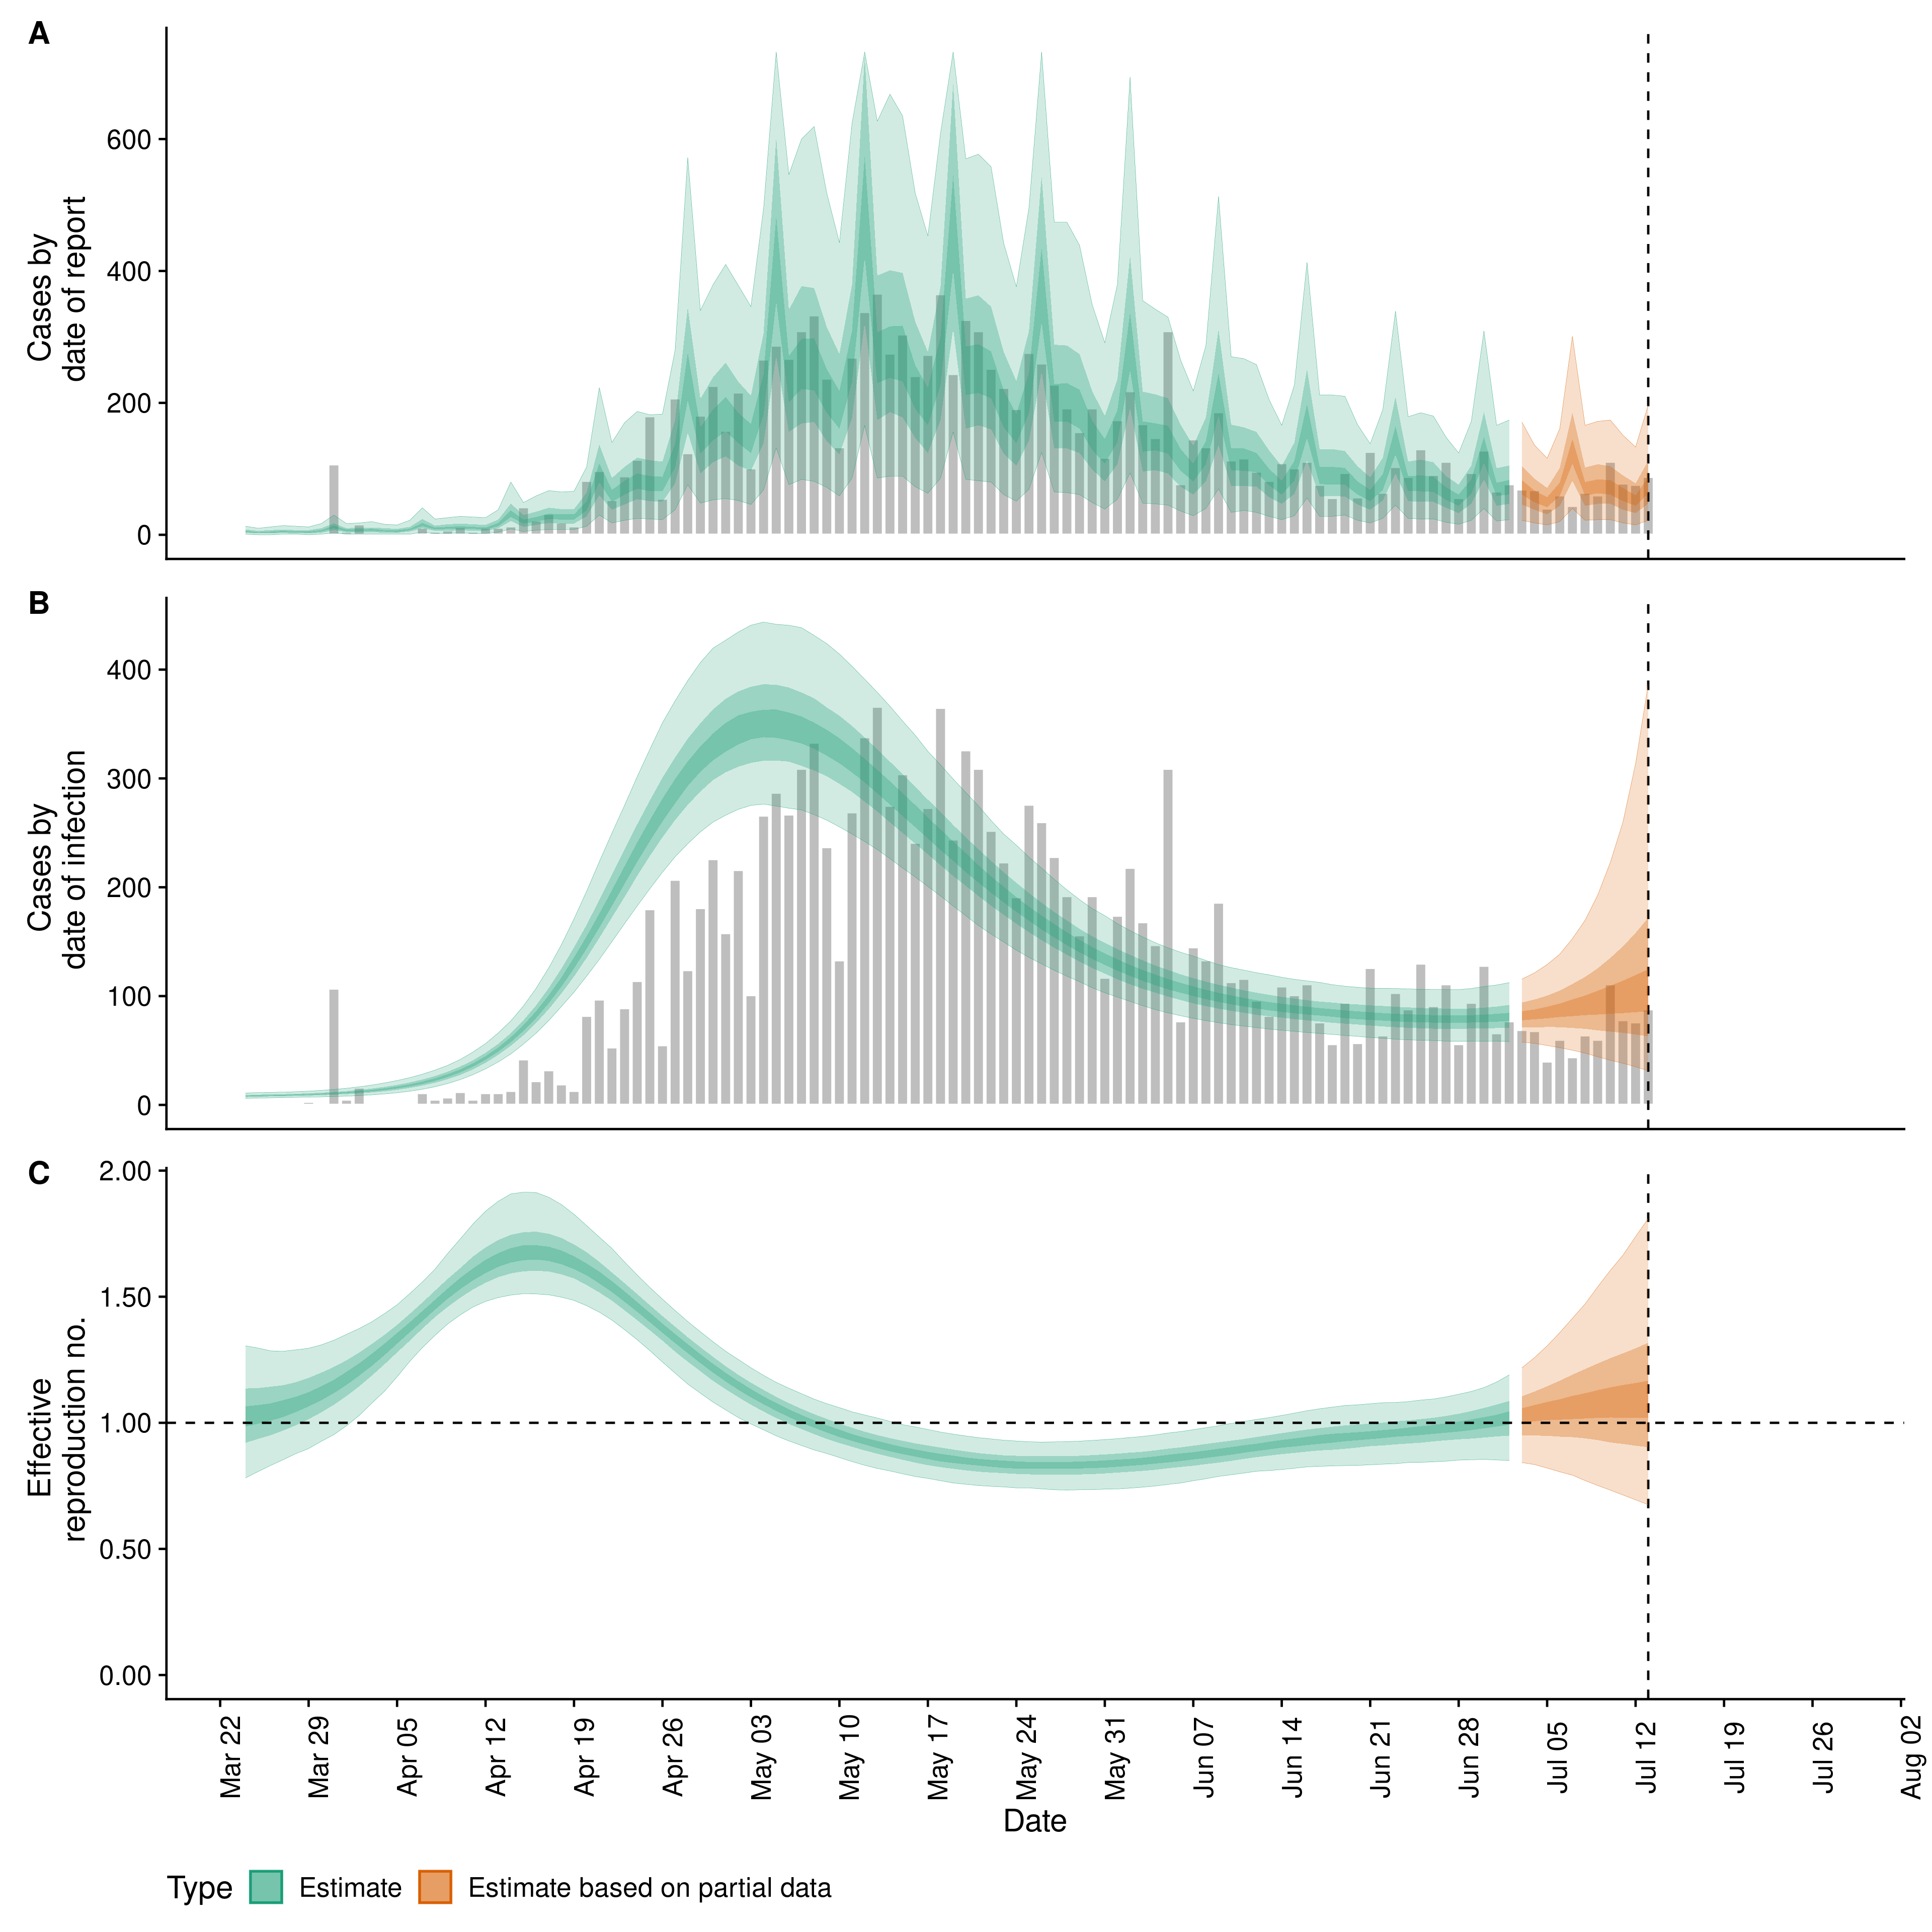 A
600
400
200
0
Cases by
date of report
B
400
300
200
100
0
Cases by
date of infection
C
2.00
1.50
1.00
0.50
0.00
Effective
reproduction no.
Mar 22
Mar 29
Apr 05
Apr 12
Apr 19
Apr 26
May 03
May 10
May 17
May 24
May 31
Jun 07
Jun 14
Jun 21
Jun 28
Jul 05
Jul 12
Jul 19
Jul 26
Aug 02
Date
Type Estimate Estimate based on partial data